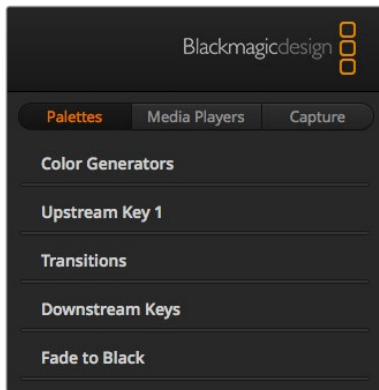 Blackmagicdesign
Palettes Media Players Capture
Color Generators
Upstream Key 1
Transitions
Downstream Keys
Fade to Black